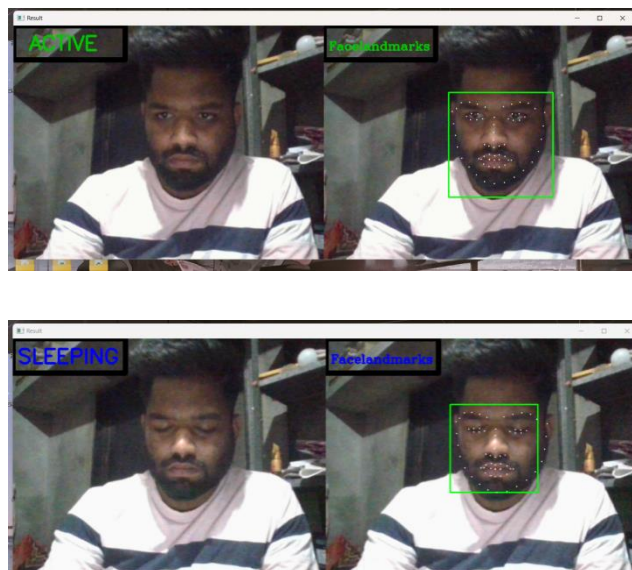 Result
ACTIVE
Facelandmarks
Result
SLEEPING
Facelandmarks